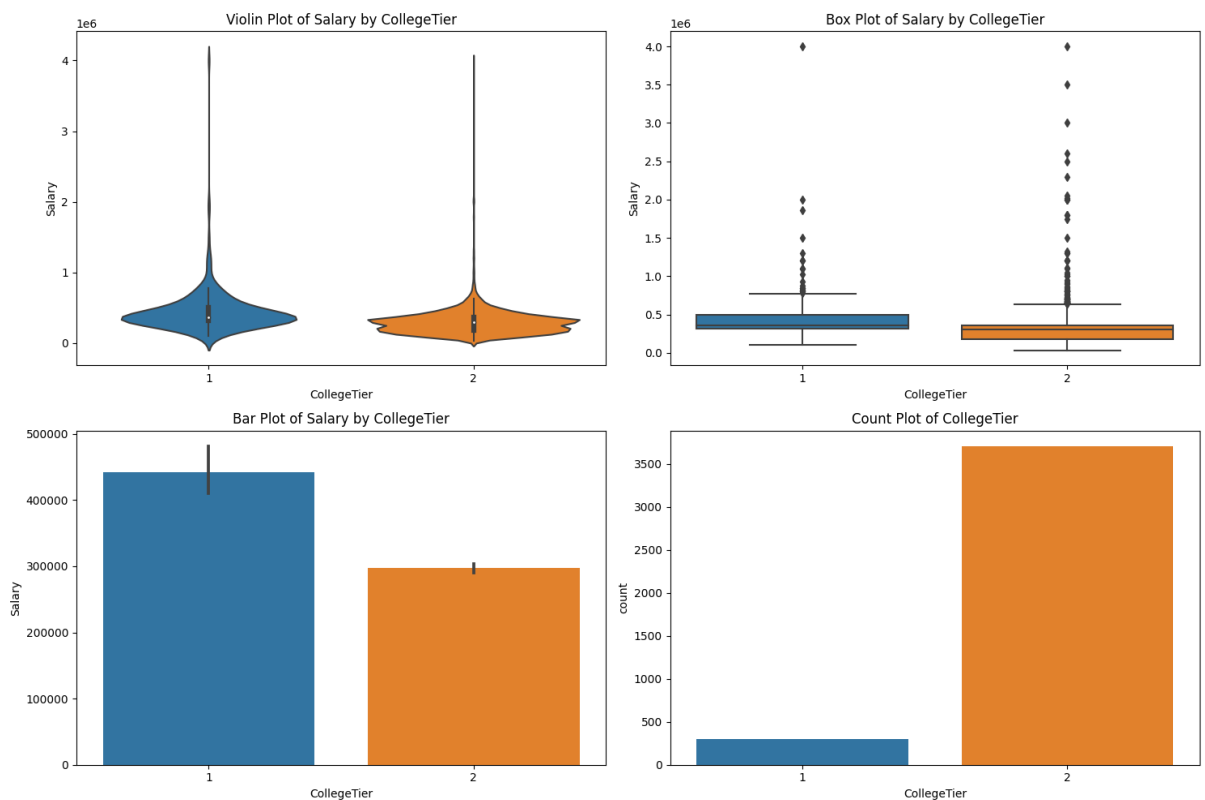 Violin Plot of Salary by CollegeTier
1e6
4
3
2
1
0
Salary
1
2
CollegeTier
Box Plot of Salary by CollegeTier
1e6
4.0
3.5
3.0
2.5
2.0
1.5
1.0
0.5
0.0
Salary
1
2
CollegeTier
Bar Plot of Salary by CollegeTier
500000
400000
300000
200000
100000
0
Salary
1
2
CollegeTier
Count Plot of CollegeTier
3500
3000
2500
2000
1500
1000
500
0
count
1
2
CollegeTier